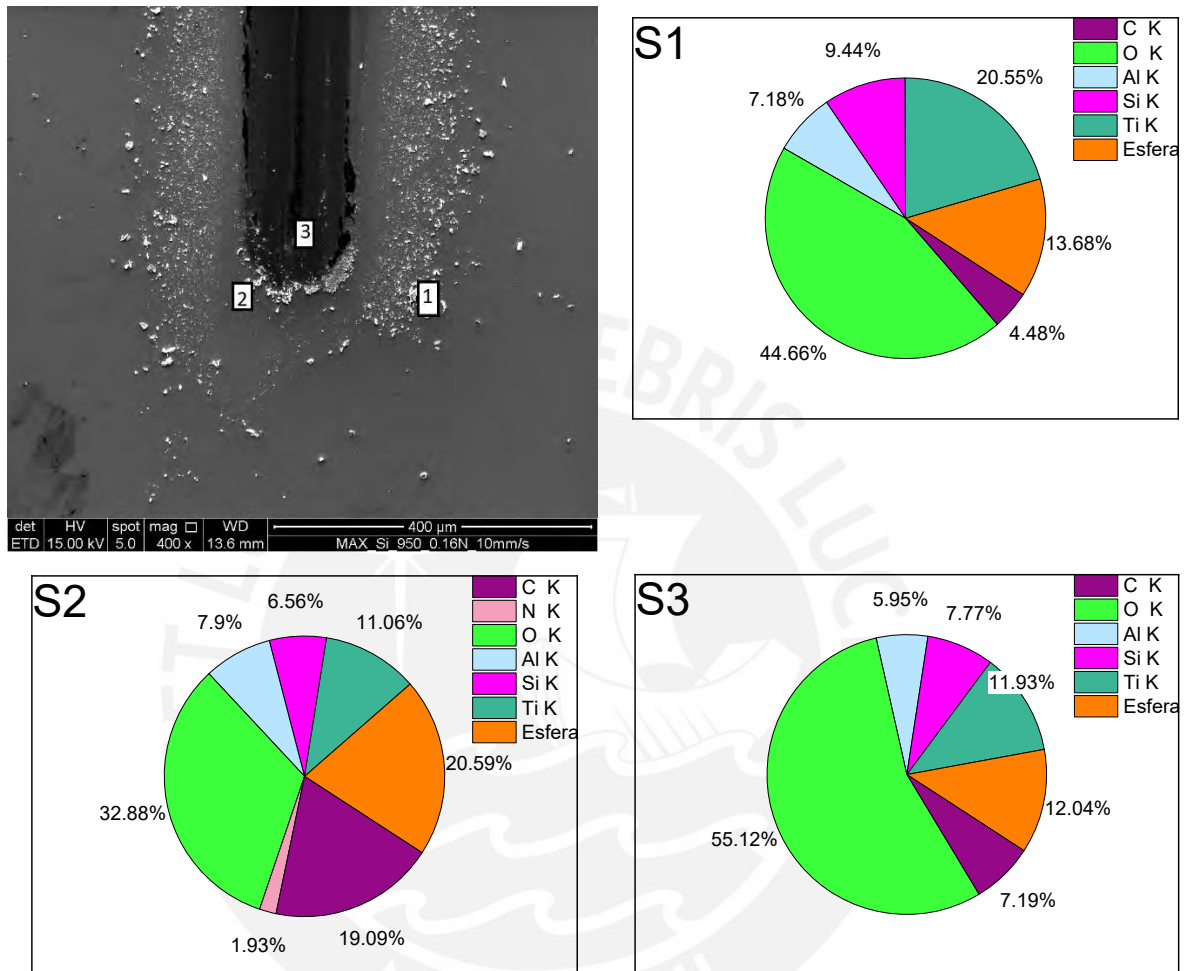 3
2
1
det HV spot mag □ WD 400 µm
ETD 15.00 kV 5.0 400 x 13.6 mm MAX_Si_950_0.16N_10mm/s
S1
C K
O K
Al K
Si K
Ti K
Esfera
9.44%
20.55%
7.18%
13.68%
4.48%
44.66%
S2
C K
N K
O K
Al K
Si K
Ti K
Esfera
6.56%
7.9%
11.06%
20.59%
32.88%
1.93%
19.09%
S3
C K
O K
Al K
Si K
Ti K
Esfera
5.95%
7.77%
11.93%
12.04%
55.12%
7.19%